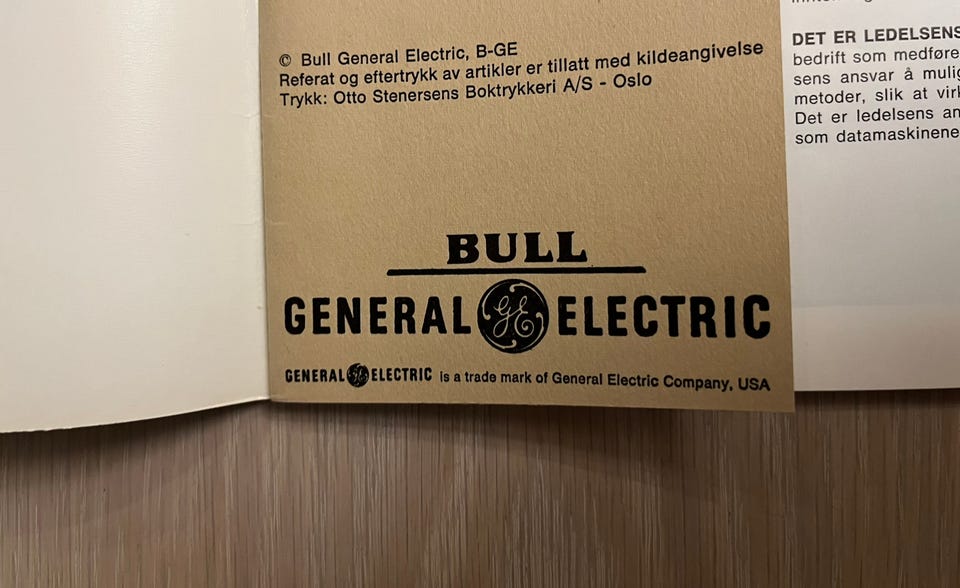 © Bull General Electric, B-GE
Referat og eftertrykk av artikler er tillatt med kildeangivelse
Trykk: Otto Stenersens Boktrykkeri A/S - Oslo
BULL
GENERAL GE ELECTRIC
GENERAL GE ELECTRIC is a trade mark of General Electric Company, USA
DET ER LEDELSENS
bedrift som medføre
sens ansvar å mulig
metoder, slik at virk
Det er ledelsens an
som datamaskinene